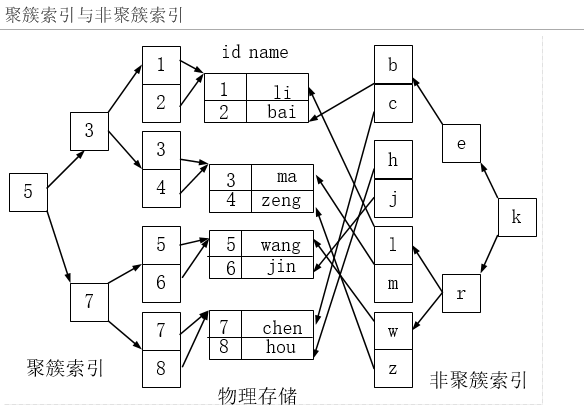 聚簇索引与非聚簇索引
id name
1
2
3
4
5
6
7
8
3
7
5
1 li
2 bai
3 ma
4 zeng
5 wang
6 jin
7 chen
8 hou
b
c
h
j
l
m
w
z
e
r
k
聚簇索引
物理存储
非聚簇索引